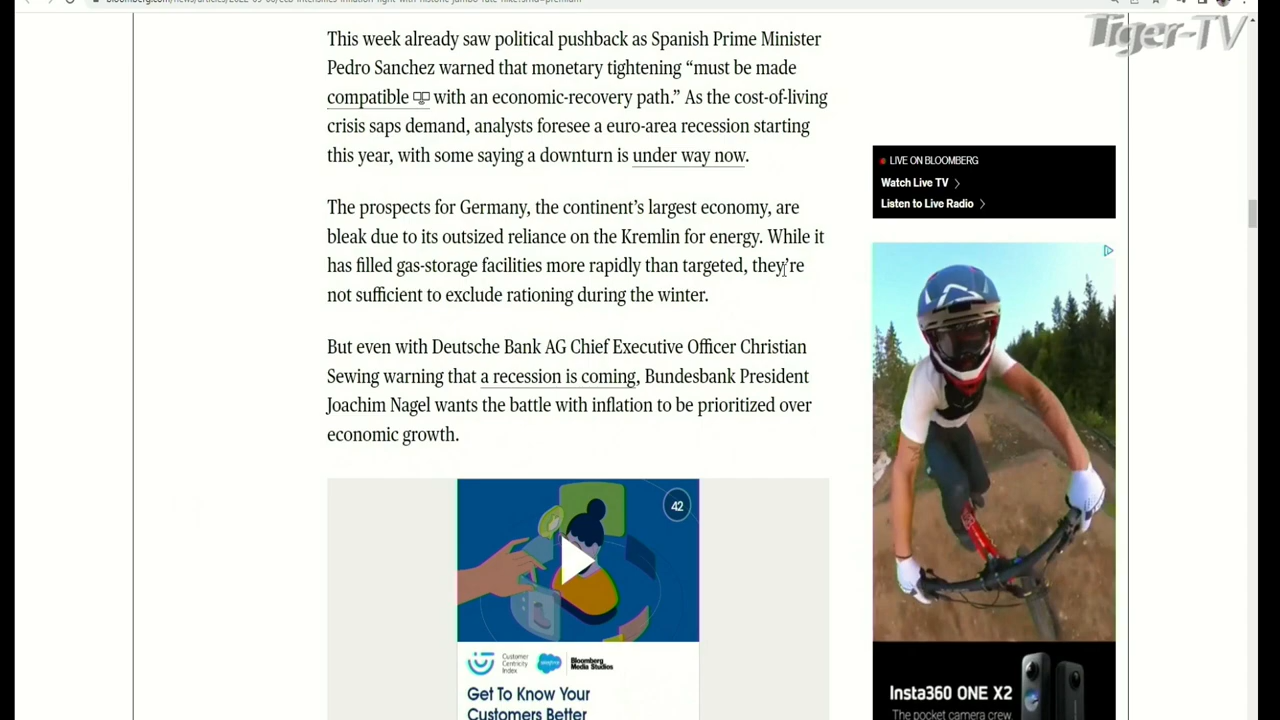 Tiger-TV
This week already saw political pushback as Spanish Prime Minister
Pedro Sanchez warned that monetary tightening “must be made
compatible with an economic-recovery path.” As the cost-of-living
crisis saps demand, analysts foresee a euro-area recession starting
this year, with some saying a downturn is under way now.
The prospects for Germany, the continent’s largest economy, are
bleak due to its outsized reliance on the Kremlin for energy. While it
has filled gas-storage facilities more rapidly than targeted, they’re
not sufficient to exclude rationing during the winter.
But even with Deutsche Bank AG Chief Executive Officer Christian
Sewing warning that a recession is coming, Bundesbank President
Joachim Nagel wants the battle with inflation to be prioritized over
economic growth.
LIVE ON BLOOMBERG
Watch Live TV
Listen to Live Radio
42
Customer
Centricity
Index
salesforce
Bloomberg
Media Studios
Get To Know Your
Customers Better
Insta360 ONE X2
The pocket camera crew